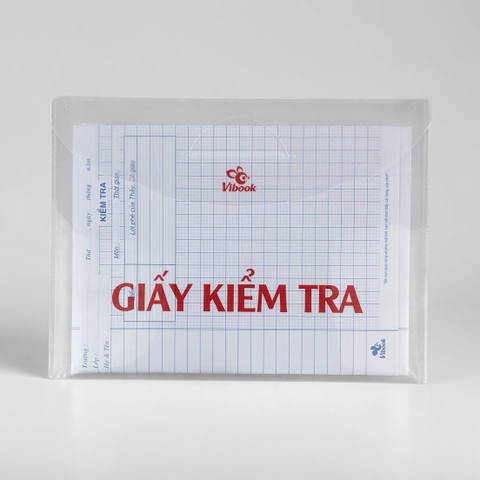 Vibook
GIẤY KIỂM TRA
Thứ ngày tháng năm
KIỂM TRA
Môn Thời gian:
Lời phê của Thầy, Cô giáo
Trường:
Lớp:
Họ & Tên
Vibook